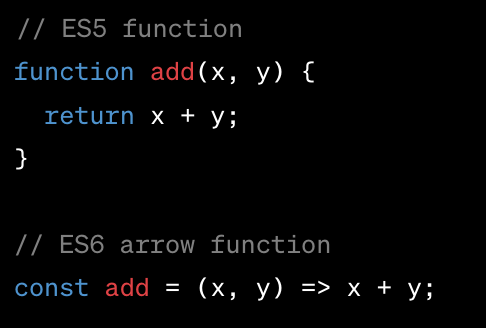 // ES5 function
function add(x, y) {
  return x + y;
}

// ES6 arrow function
const add = (x, y) => x + y;